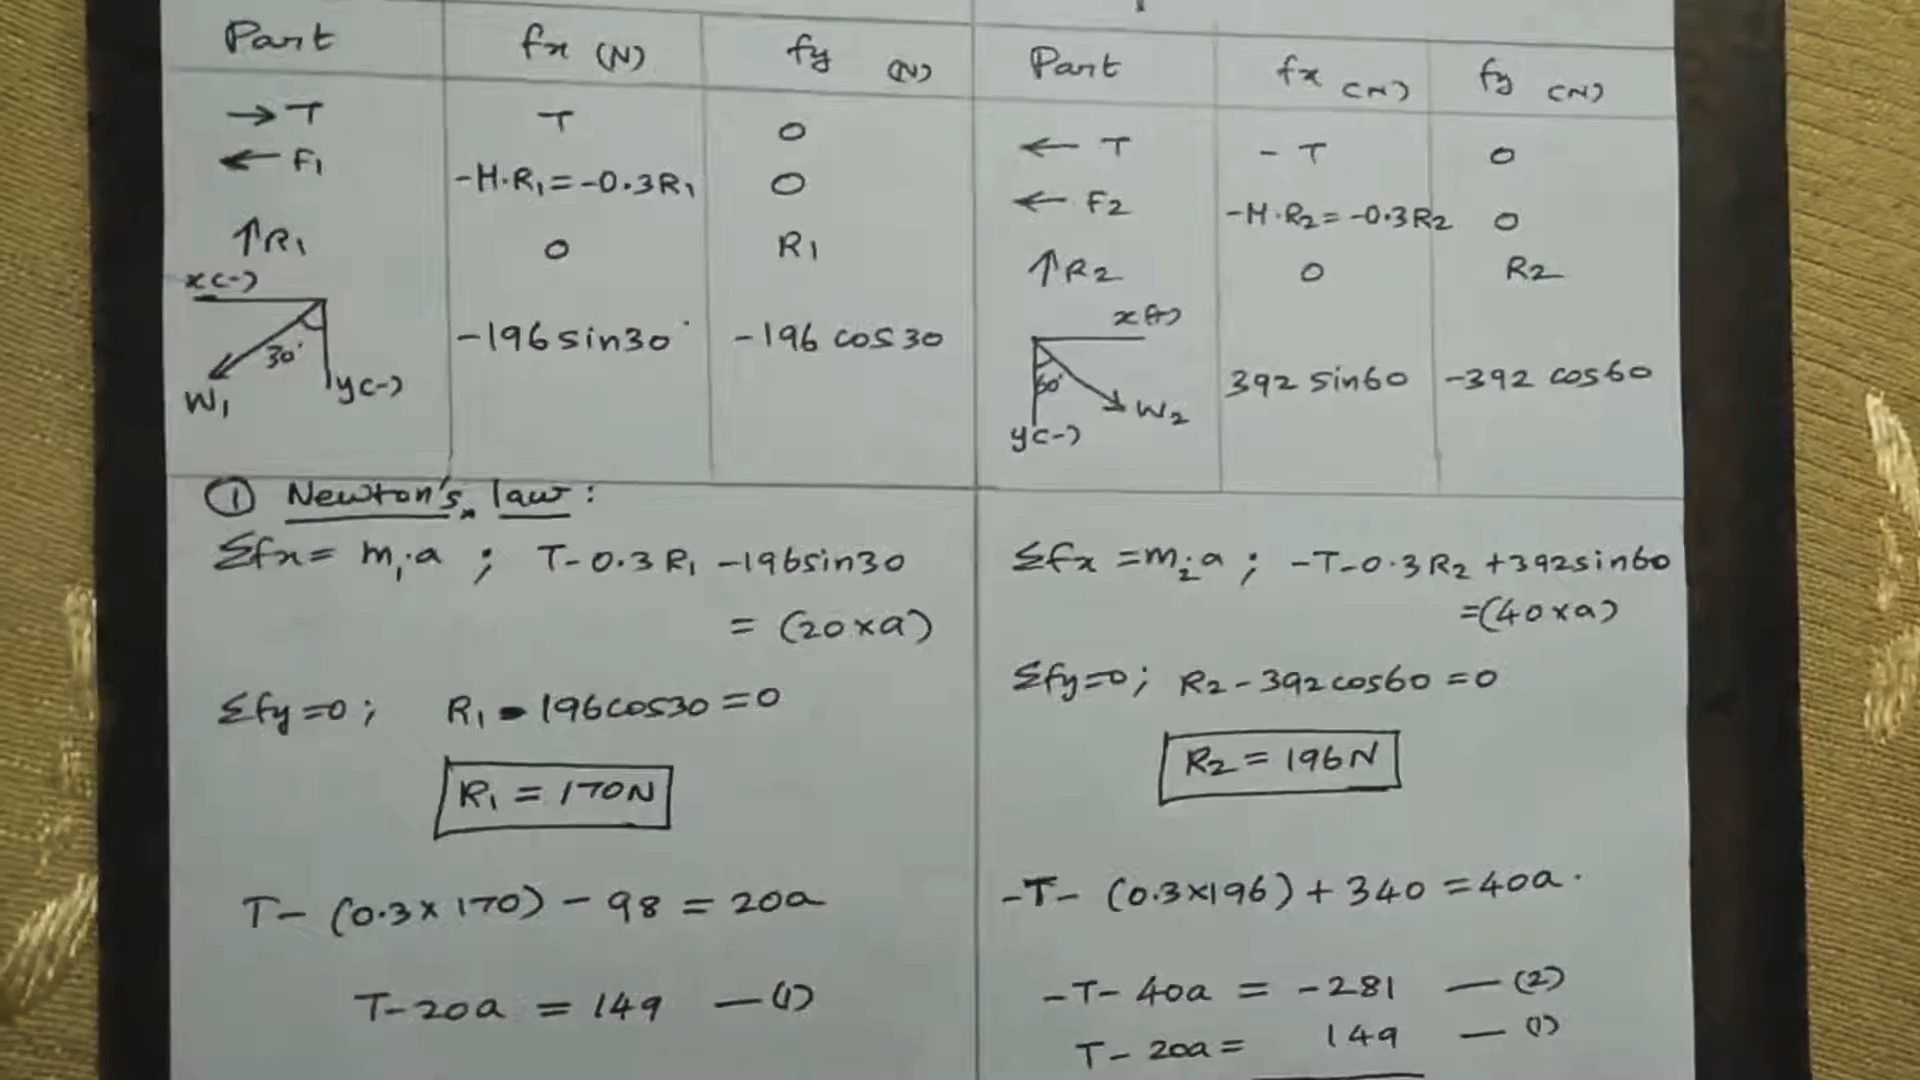 Part fx (N) fy (N)
→ T T 0
← F1 -M·R1=-0.3R1 0
↑R1 0 R1
x(-)
30°
W1
y(-)
-196sin30° -196 cos30
Part fx (N) fy (N)
← T - T 0
← F2 -M·R2=-0.3R2 0
↑R2 0 R2
x(+)
60°
W2
y(-)
392 sin60 -392 cos60
① Newton's law:
Σfx= m1.a ; T-0.3R1 -196sin30
= (20xa)
Σfy=0; R1 - 196cos30=0
R1 = 170N
T- (0.3x170) - 98 = 20a
T-20a = 149 —(1)
Σfx =m2.a ; -T-0.3R2 +392sin60
=(40xa)
Σfy=0; R2-392cos60=0
R2= 196N
-T- (0.3x196)+340=40a.
-T- 40a = -281 —(2)
T- 20a= 149 —(1)